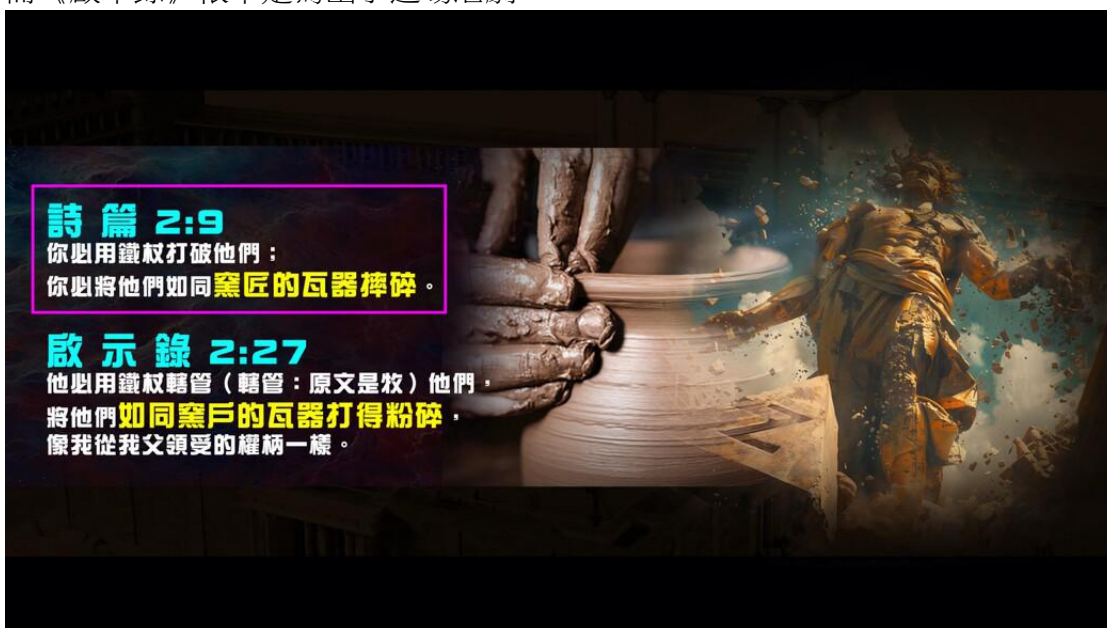 詩篇 2:9
你必用鐵杖打破他們；
你必將他們如同窯匠的瓦器摔碎。
啟示錄 2:27
他必用鐵杖轄管（轄管：原文是牧）他們，
將他們如同窯戶的瓦器打得粉碎，
像我從我父領受的權柄一樣。